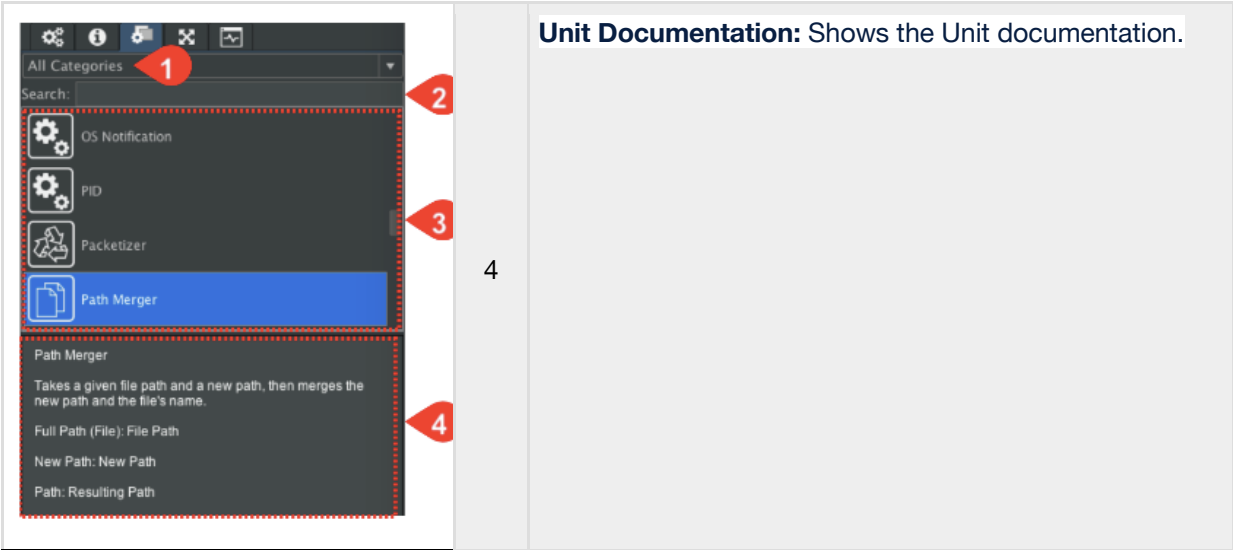 All Categories
1
Search:
2
OS Notification
PID
3
Packetizer
Path Merger
Path Merger
Takes a given file path and a new path, then merges the
new path and the file's name.
4
Full Path (File): File Path
New Path: New Path
Path: Resulting Path
4
Unit Documentation: Shows the Unit documentation.